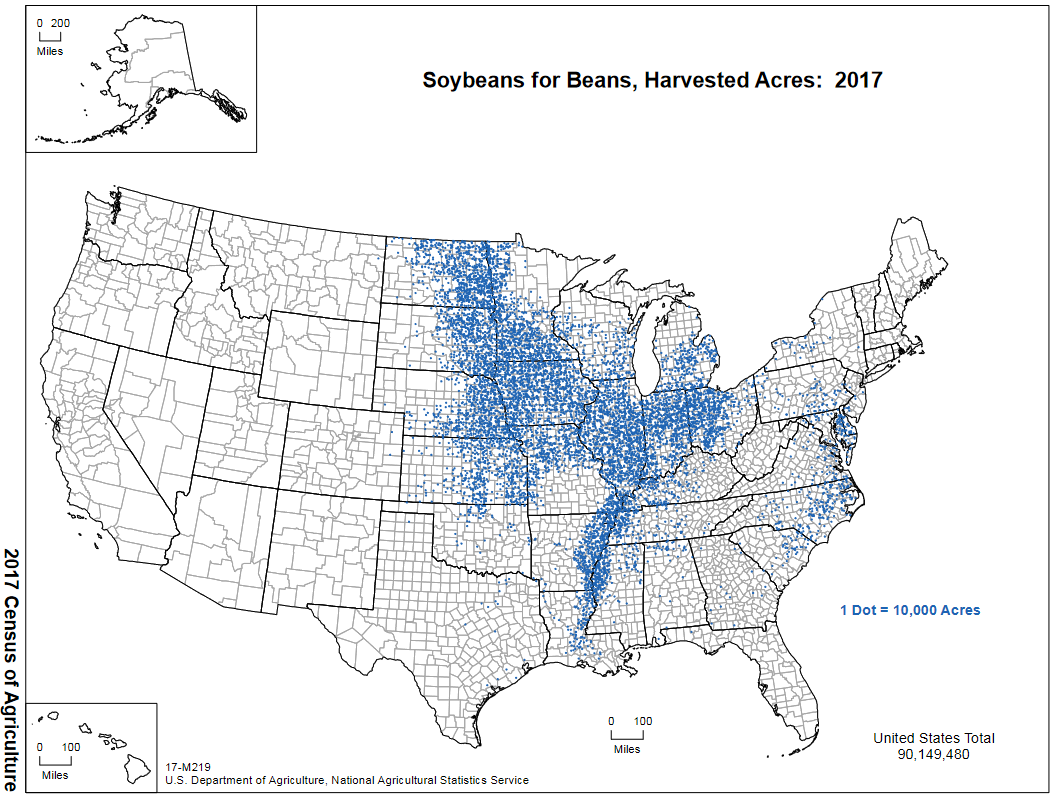 0 200
Miles
Soybeans for Beans, Harvested Acres: 2017
1 Dot = 10,000 Acres
2017 Census of Agriculture
0 100
Miles
0 100
Miles
United States Total
90,149,480
17-M219
U.S. Department of Agriculture, National Agricultural Statistics Service